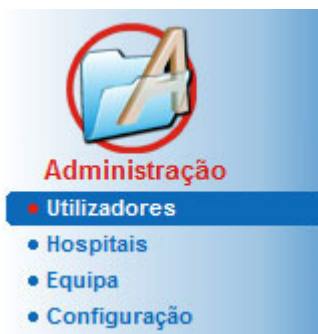 A
Administração
• Utilizadores
• Hospitais
• Equipa
• Configuração